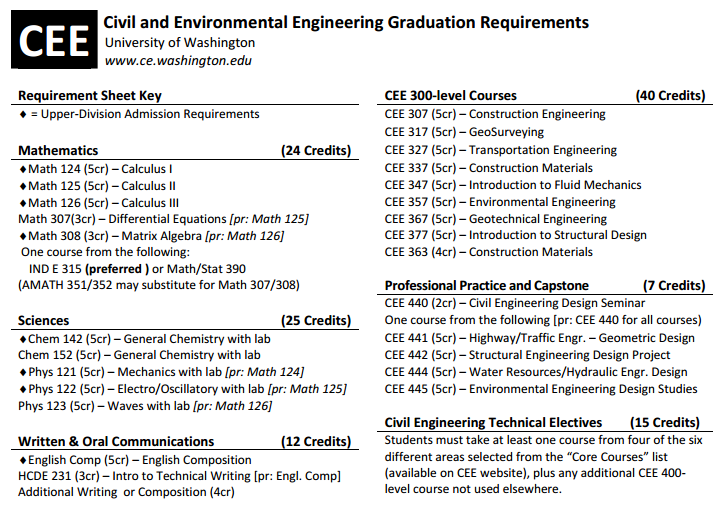 CEE
Civil and Environmental Engineering Graduation Requirements
University of Washington
www.ce.washington.edu
Requirement Sheet Key
♦ = Upper-Division Admission Requirements
Mathematics (24 Credits)
♦Math 124 (5cr) – Calculus I
♦Math 125 (5cr) – Calculus II
♦Math 126 (5cr) – Calculus III
Math 307(3cr) – Differential Equations [pr: Math 125]
♦Math 308 (3cr) – Matrix Algebra [pr: Math 126]
One course from the following:
IND E 315 (preferred ) or Math/Stat 390
(AMATH 351/352 may substitute for Math 307/308)
Sciences (25 Credits)
♦Chem 142 (5cr) – General Chemistry with lab
Chem 152 (5cr) – General Chemistry with lab
♦Phys 121 (5cr) – Mechanics with lab [pr: Math 124]
♦Phys 122 (5cr) – Electro/Oscillatory with lab [pr: Math 125]
Phys 123 (5cr) – Waves with lab [pr: Math 126]
Written & Oral Communications (12 Credits)
♦English Comp (5cr) – English Composition
HCDE 231 (3cr) – Intro to Technical Writing [pr: Engl. Comp]
Additional Writing or Composition (4cr)
CEE 300-level Courses (40 Credits)
CEE 307 (5cr) – Construction Engineering
CEE 317 (5cr) – GeoSurveying
CEE 327 (5cr) – Transportation Engineering
CEE 337 (5cr) – Construction Materials
CEE 347 (5cr) – Introduction to Fluid Mechanics
CEE 357 (5cr) – Environmental Engineering
CEE 367 (5cr) – Geotechnical Engineering
CEE 377 (5cr) – Introduction to Structural Design
CEE 363 (4cr) – Construction Materials
Professional Practice and Capstone (7 Credits)
CEE 440 (2cr) – Civil Engineering Design Seminar
One course from the following [pr: CEE 440 for all courses)
CEE 441 (5cr) – Highway/Traffic Engr. – Geometric Design
CEE 442 (5cr) – Structural Engineering Design Project
CEE 444 (5cr) – Water Resources/Hydraulic Engr. Design
CEE 445 (5cr) – Environmental Engineering Design Studies
Civil Engineering Technical Electives (15 Credits)
Students must take at least one course from four of the six
different areas selected from the “Core Courses” list
(available on CEE website), plus any additional CEE 400-
level course not used elsewhere.